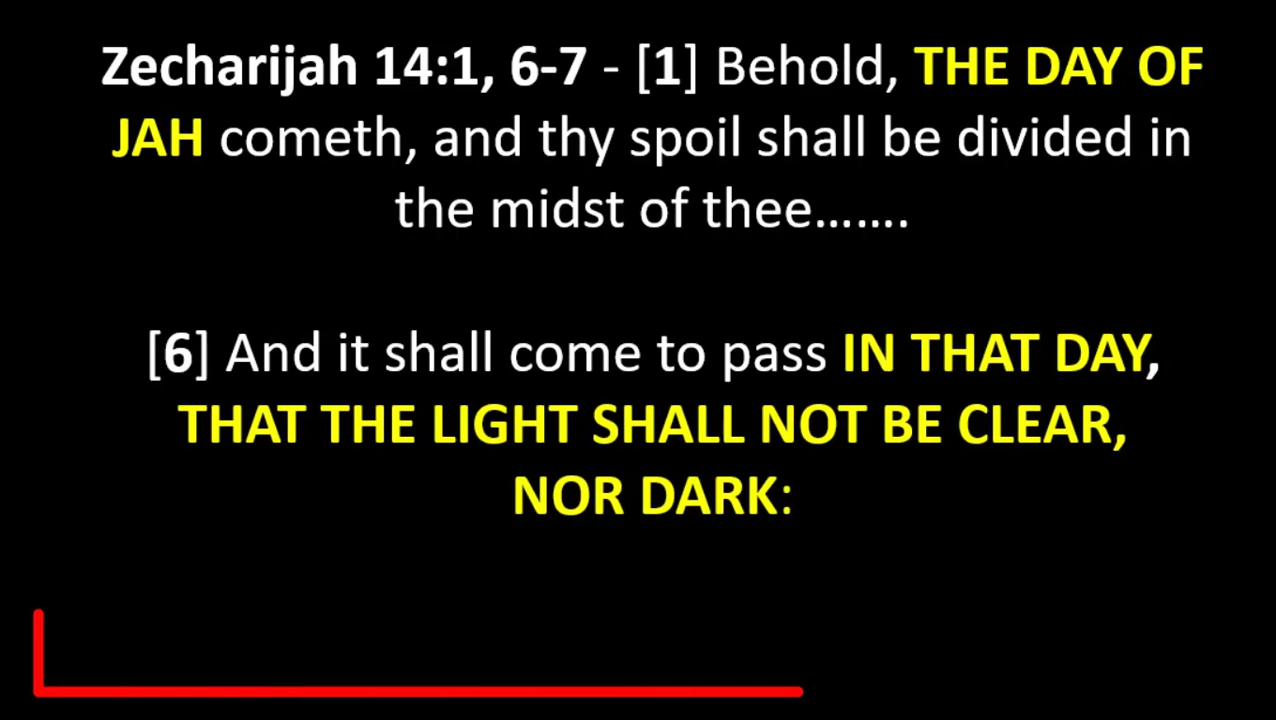 Zecharijah 14:1, 6-7 - [1] Behold, THE DAY OF
JAH cometh, and thy spoil shall be divided in
the midst of thee…….
[6] And it shall come to pass IN THAT DAY,
THAT THE LIGHT SHALL NOT BE CLEAR,
NOR DARK: